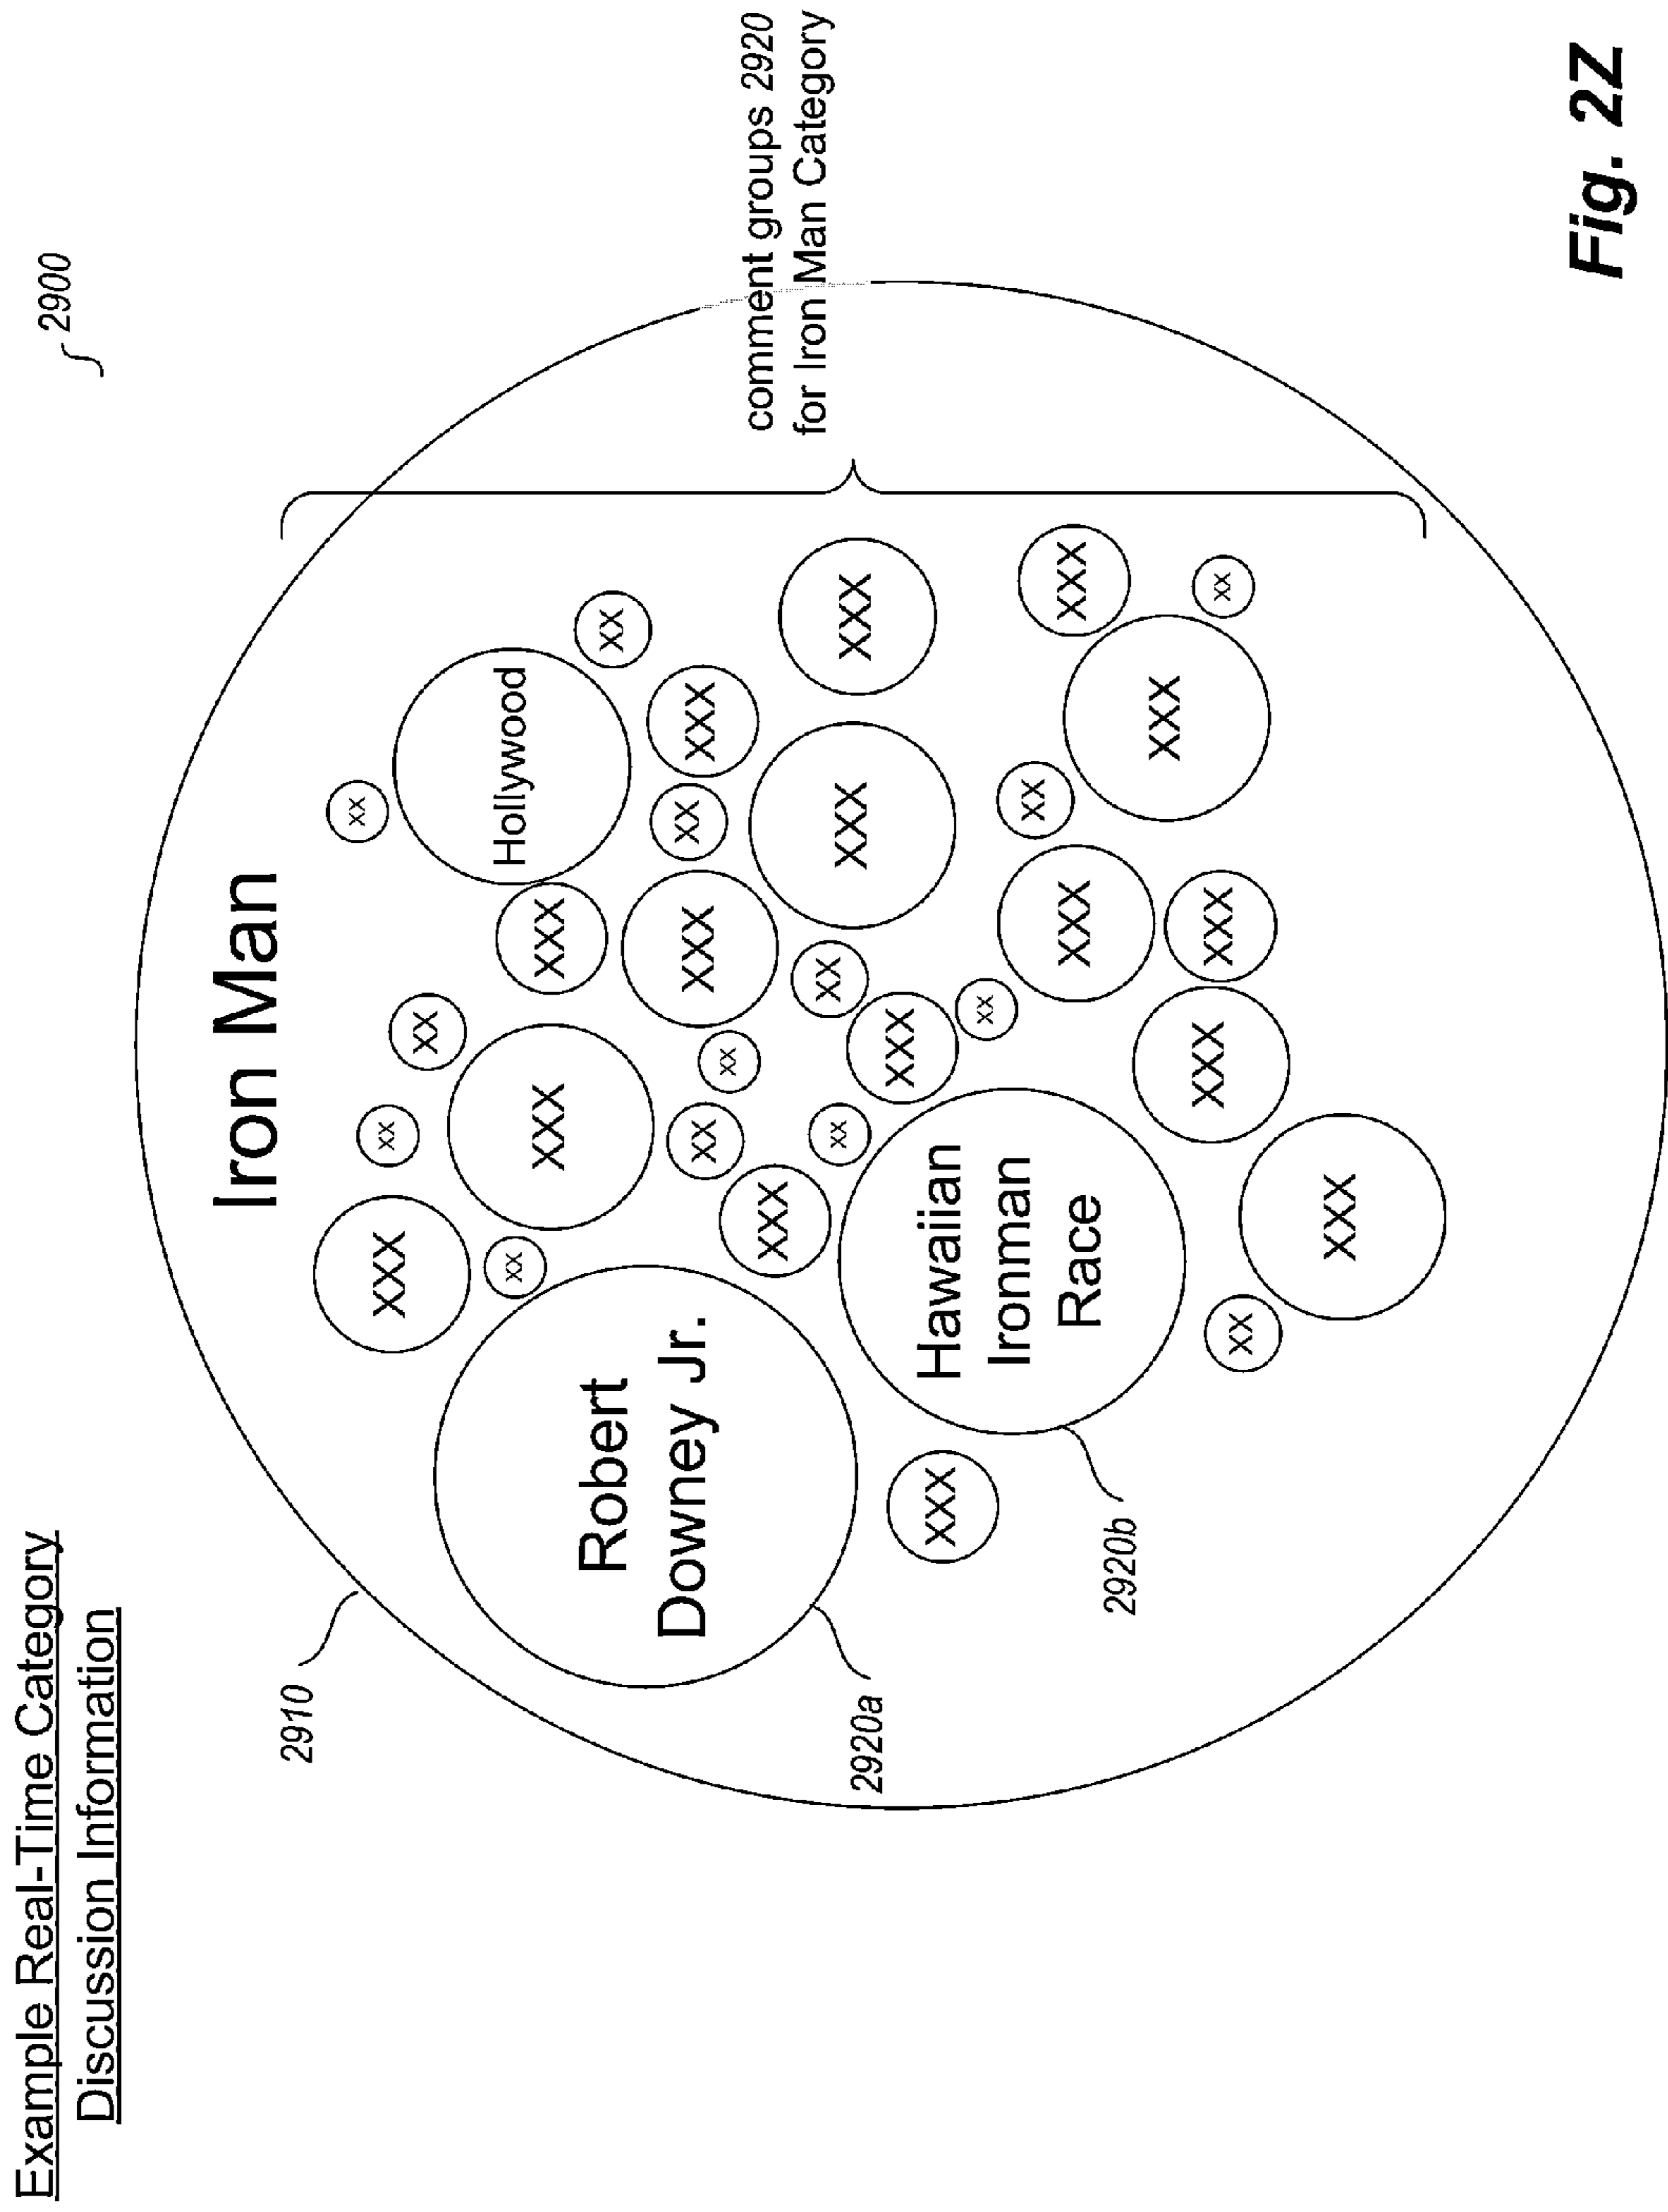 Example Real-Time Category
Discussion Information
2900
Iron Man
2910
xx
xx
XXX
XX
Hollywood
xx
XXX
XXX
Robert
Downey Jr.
XX
XX
XXX
XXX
XX
xx
comment groups 2920
for Iron Man Category
XXX
XX
xx
XXX
XXX
2920a
XXX
XXX
xx
Hawaiian
Ironman
Race
XX
XXX
XXX
2920b
XXX
XXX
XXX
xx
XX
XXX
Fig. 2Z